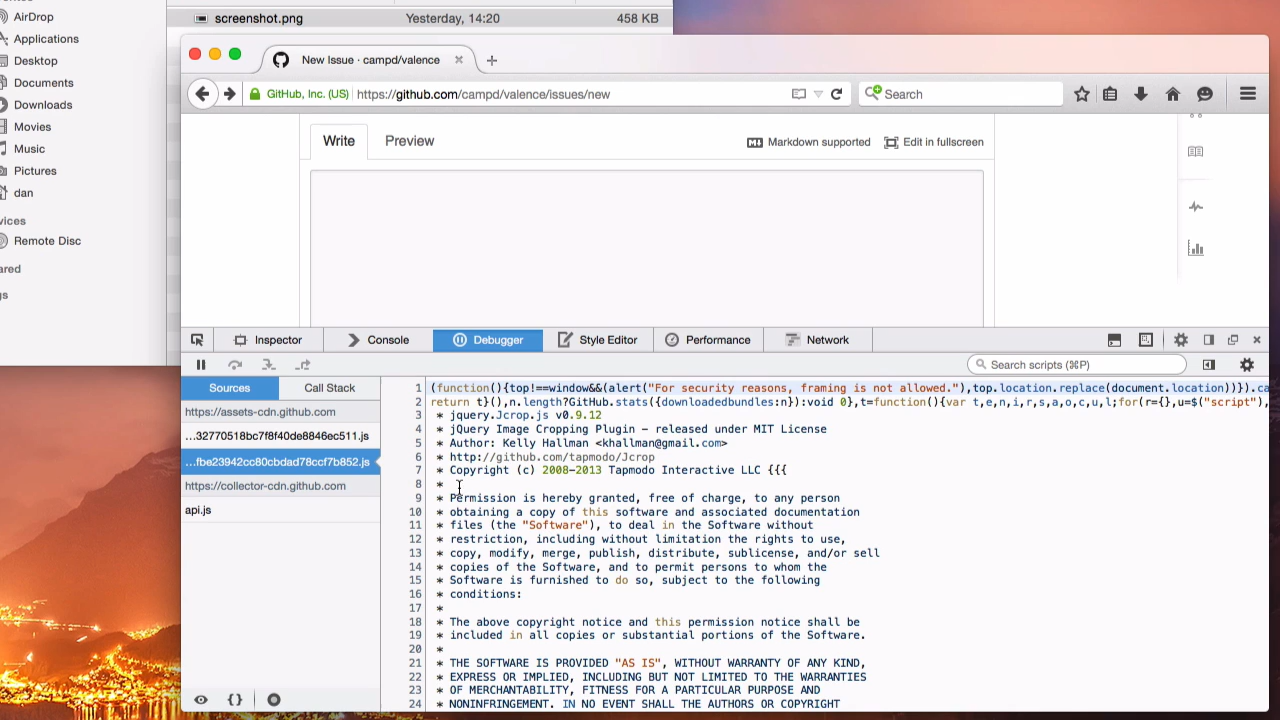 AirDrop
Applications
Desktop
Documents
Downloads
Movies
Music
Pictures
dan
vices
Remote Disc
ared
gs
screenshot.png Yesterday, 14:20 458 KB
New Issue · campd/valence
GitHub, Inc. (US) https://github.com/campd/valence/issues/new Search
Write Preview Markdown supported Edit in fullscreen
Inspector Console Debugger Style Editor Performance Network
Search scripts (⌘P)
Sources Call Stack
https://assets-cdn.github.com
…32770518bc7f8f40de8846ec511.js
…fbe23942cc80cbdad78ccf7b852.js
https://collector-cdn.github.com
api.js
{}
1 (function(){top!==window&&(alert("For security reasons, framing is not allowed."),top.location.replace(document.location))}).ca
2 return t}(),n.length?GitHub.stats({downloadedbundles:n}):void 0},t=function(){var t,e,n,i,r,s,a,o,c,u,l;for(r={},u=$("script"),
3 * jquery.Jcrop.js v0.9.12
4 * jQuery Image Cropping Plugin - released under MIT License
5 * Author: Kelly Hallman <khallman@gmail.com>
6 * http://github.com/tapmodo/Jcrop
7 * Copyright (c) 2008-2013 Tapmodo Interactive LLC {{{
8 *
9 * Permission is hereby granted, free of charge, to any person
10 * obtaining a copy of this software and associated documentation
11 * files (the "Software"), to deal in the Software without
12 * restriction, including without limitation the rights to use,
13 * copy, modify, merge, publish, distribute, sublicense, and/or sell
14 * copies of the Software, and to permit persons to whom the
15 * Software is furnished to do so, subject to the following
16 * conditions:
17 *
18 * The above copyright notice and this permission notice shall be
19 * included in all copies or substantial portions of the Software.
20 *
21 * THE SOFTWARE IS PROVIDED "AS IS", WITHOUT WARRANTY OF ANY KIND,
22 * EXPRESS OR IMPLIED, INCLUDING BUT NOT LIMITED TO THE WARRANTIES
23 * OF MERCHANTABILITY, FITNESS FOR A PARTICULAR PURPOSE AND
24 * NONINFRINGEMENT. IN NO EVENT SHALL THE AUTHORS OR COPYRIGHT